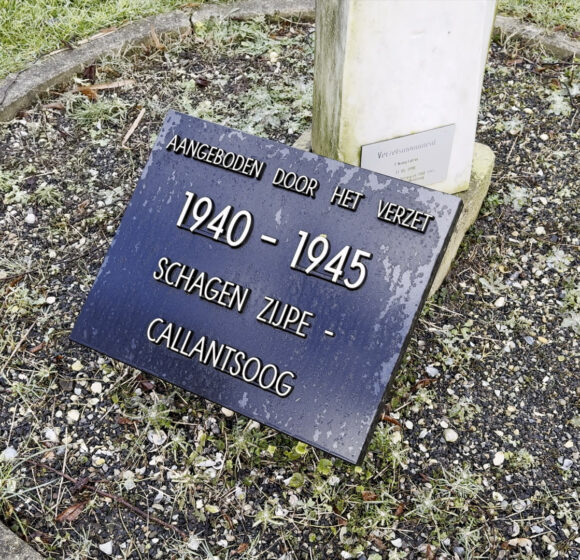 AANGEBODEN DOOR HET VERZET
1940 - 1945
SCHAGEN ZIJPE -
CALLANTSOOG
Verzetsmonument